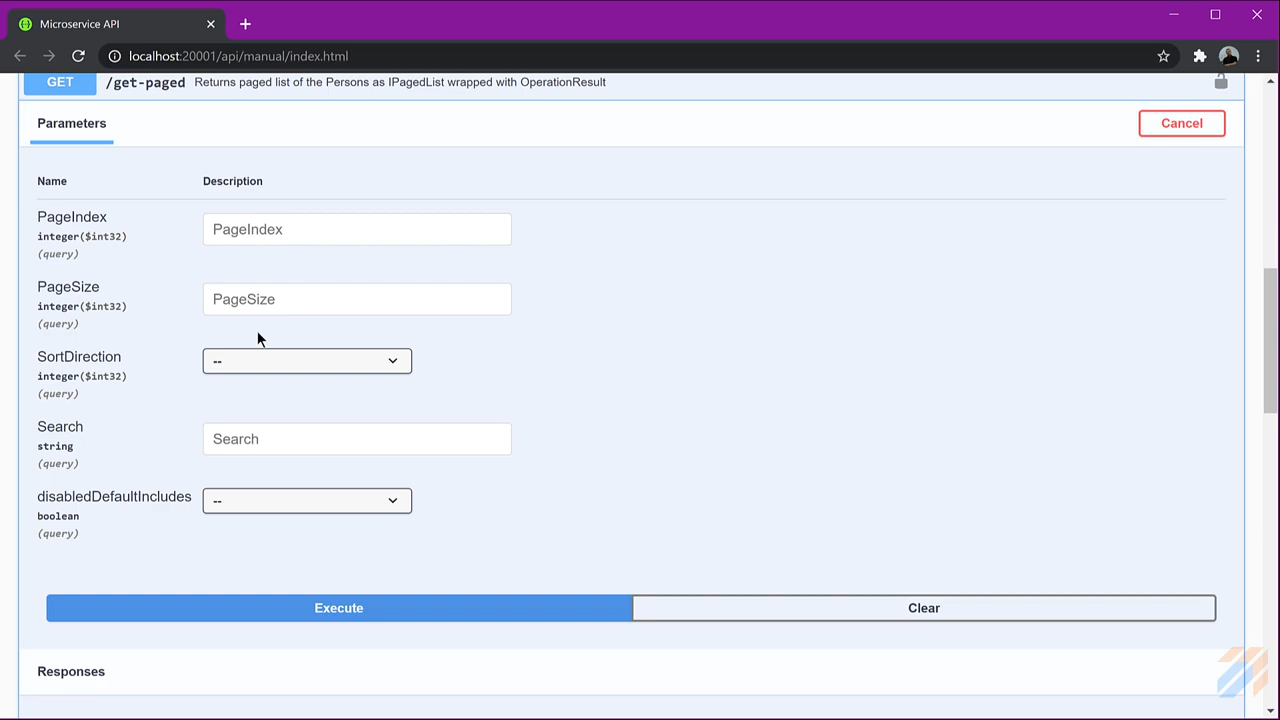 Microservice API
localhost:20001/api/manual/index.html
GET /get-paged Returns paged list of the Persons as IPagedList wrapped with OperationResult
Parameters
Cancel
Name Description
PageIndex
integer($int32)
(query)
PageIndex
PageSize
integer($int32)
(query)
PageSize
SortDirection
integer($int32)
(query)
--
Search
string
(query)
Search
disabledDefaultIncludes
boolean
(query)
--
Execute
Clear
Responses